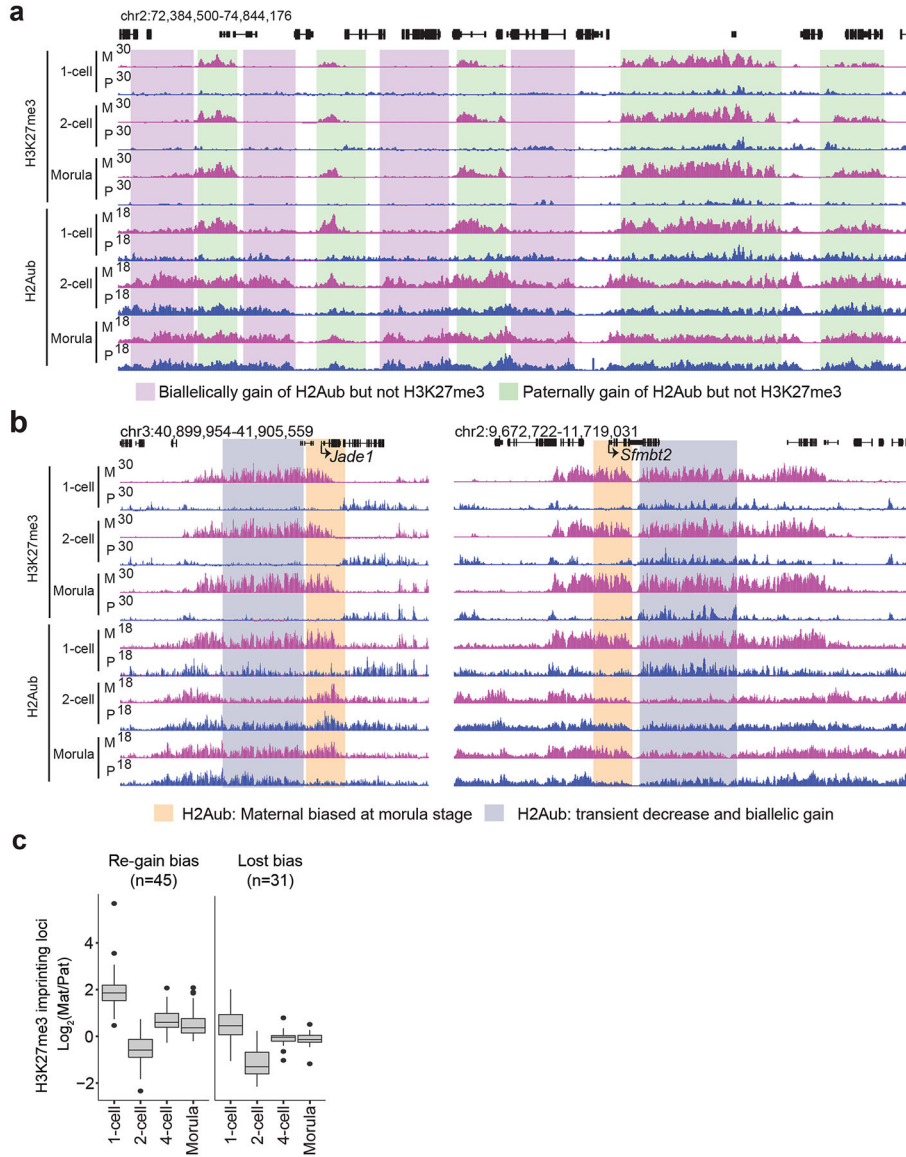 a
chr2:72,384,500-74,844,176
H3K27me3
1-cell
M 30
P 30
2-cell
M 30
P 30
Morula
M 30
P 30
H2Aub
1-cell
M 18
P 18
2-cell
M 18
P 18
Morula
M 18
P 18
Biallelically gain of H2Aub but not H3K27me3
Paternally gain of H2Aub but not H3K27me3
b
chr3:40,899,954-41,905,559
chr2:9,672,722-11,719,031
Jade1
Sfmbt2
H3K27me3
1-cell
M 30
P 30
2-cell
M 30
P 30
Morula
M 30
P 30
H2Aub
1-cell
M 18
P 18
2-cell
M 18
P 18
Morula
M 18
P 18
H2Aub: Maternal biased at morula stage
H2Aub: transient decrease and biallelic gain
c
Re-gain bias
(n=45)
Lost bias
(n=31)
H3K27me3 imprinting loci
Log2(Mat/Pat)
4
2
0
−2
1-cell
2-cell
4-cell
Morula
1-cell
2-cell
4-cell
Morula